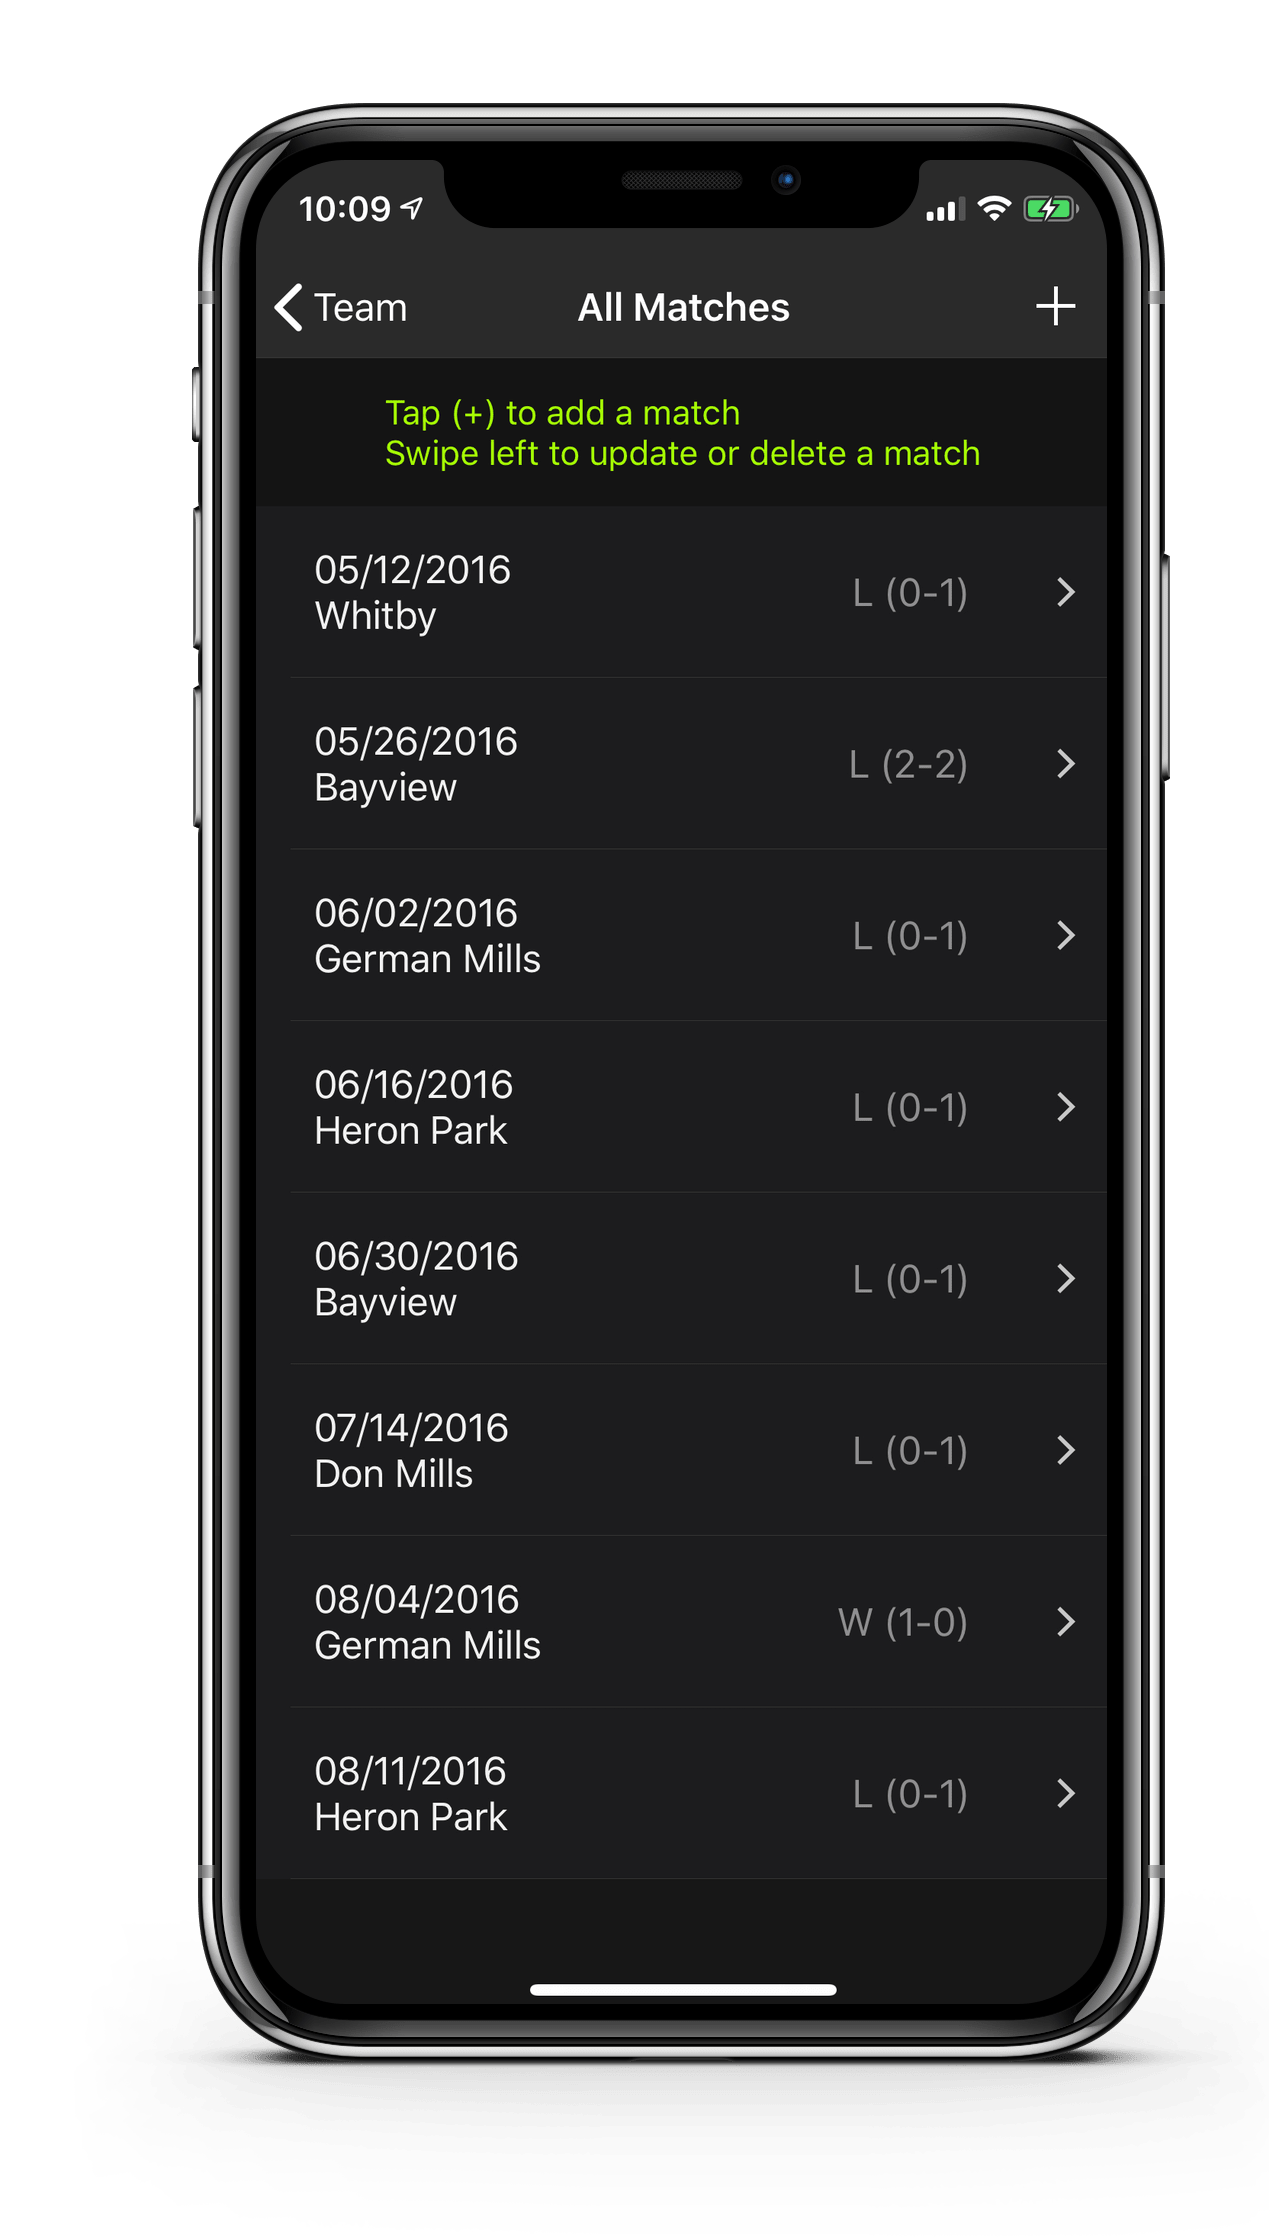 10:09
Team
All Matches
Tap (+) to add a match
Swipe left to update or delete a match
05/12/2016
Whitby
L (0-1)
05/26/2016
Bayview
L (2-2)
06/02/2016
German Mills
L (0-1)
06/16/2016
Heron Park
L (0-1)
06/30/2016
Bayview
L (0-1)
07/14/2016
Don Mills
L (0-1)
08/04/2016
German Mills
W (1-0)
08/11/2016
Heron Park
L (0-1)